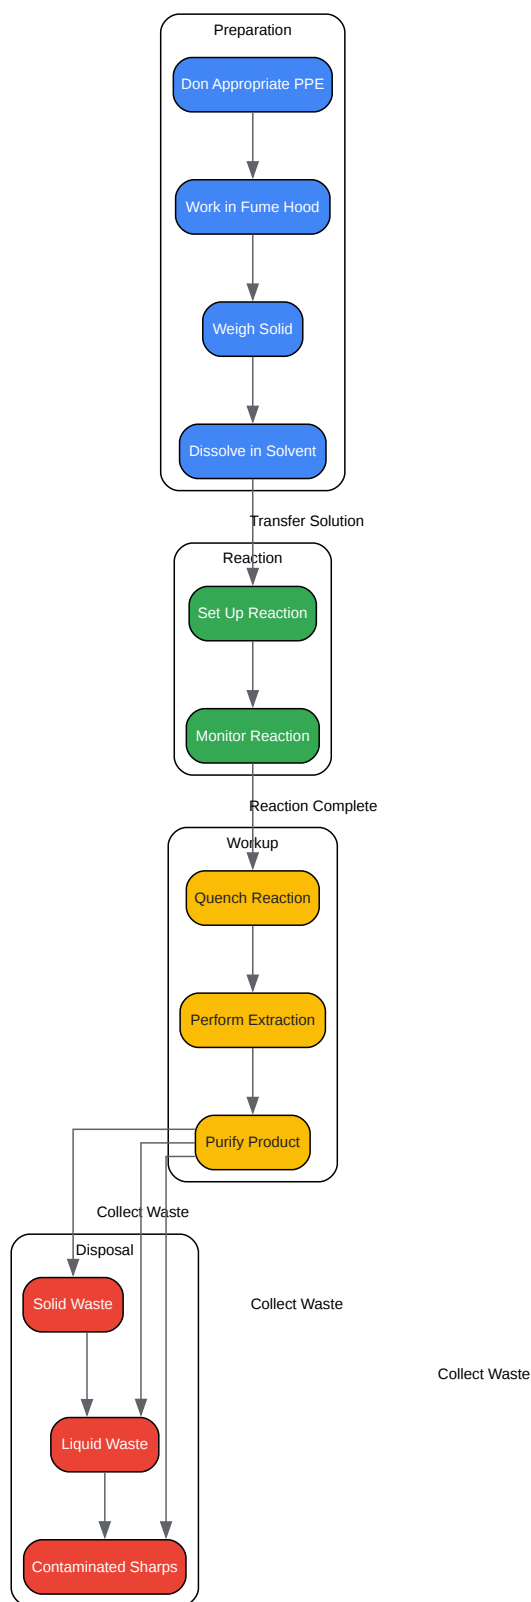 Preparation
Don Appropriate PPE
Work in Fume Hood
Weigh Solid
Dissolve in Solvent
Transfer Solution
Reaction
Set Up Reaction
Monitor Reaction
Reaction Complete
Workup
Quench Reaction
Perform Extraction
Purify Product
Collect Waste
Disposal
Solid Waste
Collect Waste
Collect Waste
Liquid Waste
Contaminated Sharps